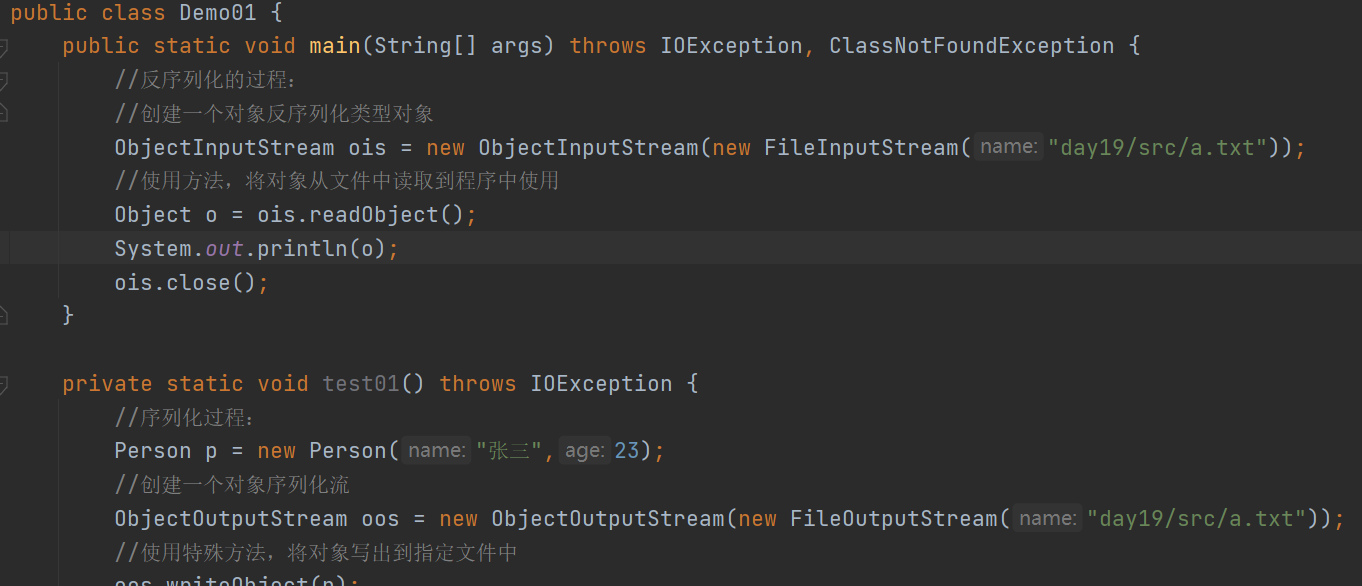 public class Demo01 {
public static void main(String[] args) throws IOException, ClassNotFoundException {
//反序列化的过程：
//创建一个对象反序列化类型对象
ObjectInputStream ois = new ObjectInputStream(new FileInputStream( name: "day19/src/a.txt"));
//使用方法，将对象从文件中读取到程序中使用
Object o = ois.readObject();
System.out.println(o);
ois.close();
}
private static void test01() throws IOException {
//序列化过程：
Person p = new Person( name: "张三", age: 23);
//创建一个对象序列化流
ObjectOutputStream oos = new ObjectOutputStream(new FileOutputStream( name: "day19/src/a.txt"));
//使用特殊方法，将对象写出到指定文件中
oos.writeObject(p);